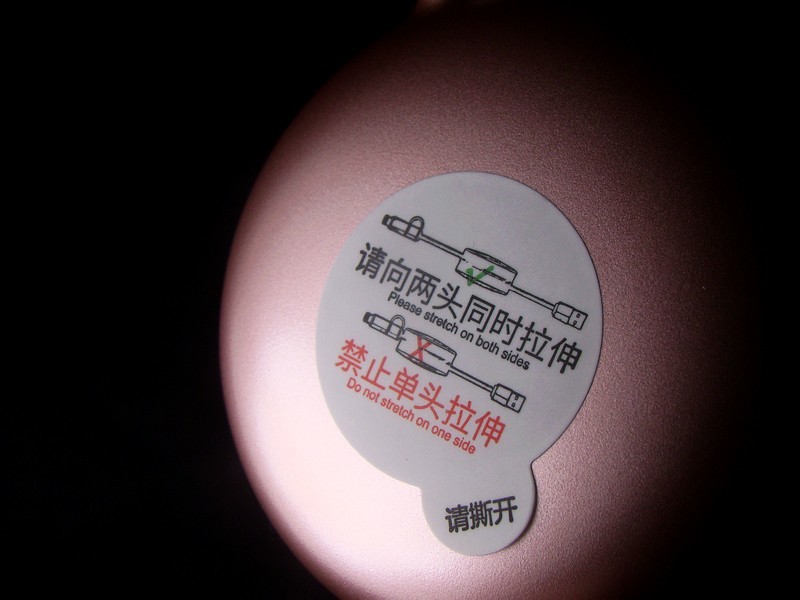 请向两头同时拉伸
Please stretch on both sides
禁止单头拉伸
Do not stretch on one side
请撕开